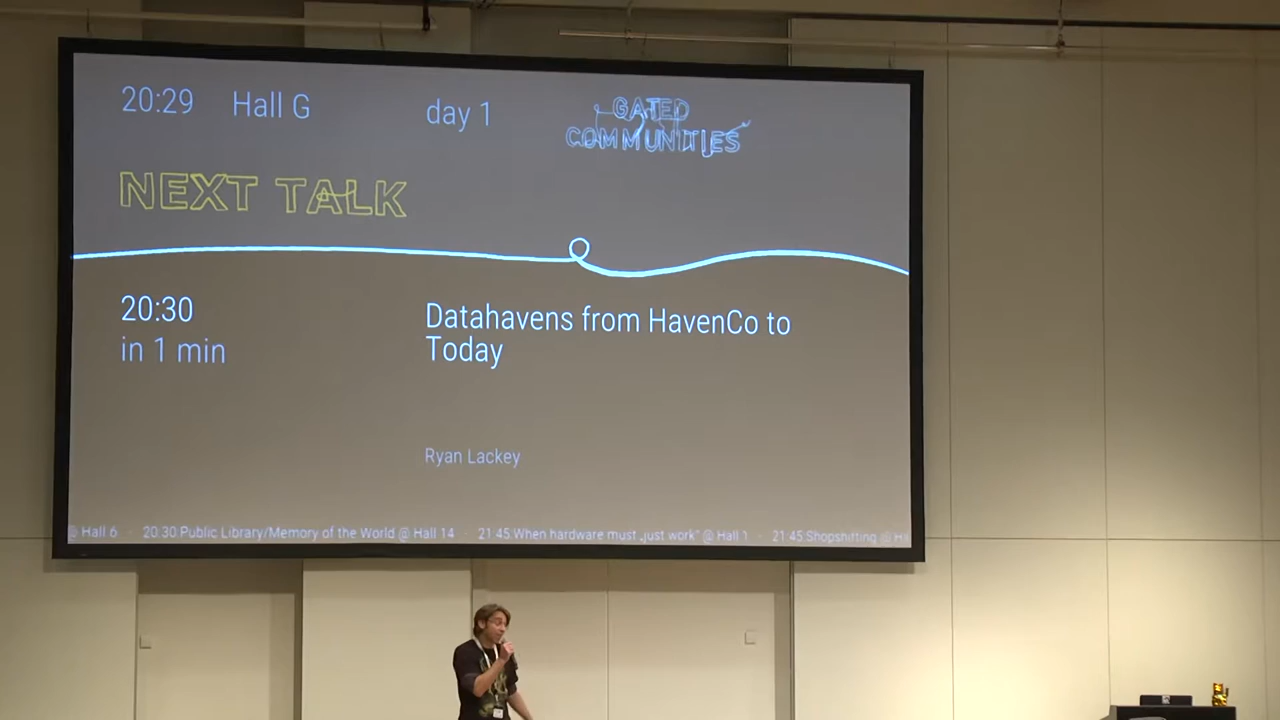 20:29 Hall G day 1
GATED
COMMUNITIES
NEXT TALK
20:30
in 1 min
Datahavens from HavenCo to
Today
Ryan Lackey
@ Hall 6 - 20:30:Public Library/Memory of the World @ Hall 14 - 21:45:When hardware must „just work“ @ Hall 1 - 21:45:Shopshifting @